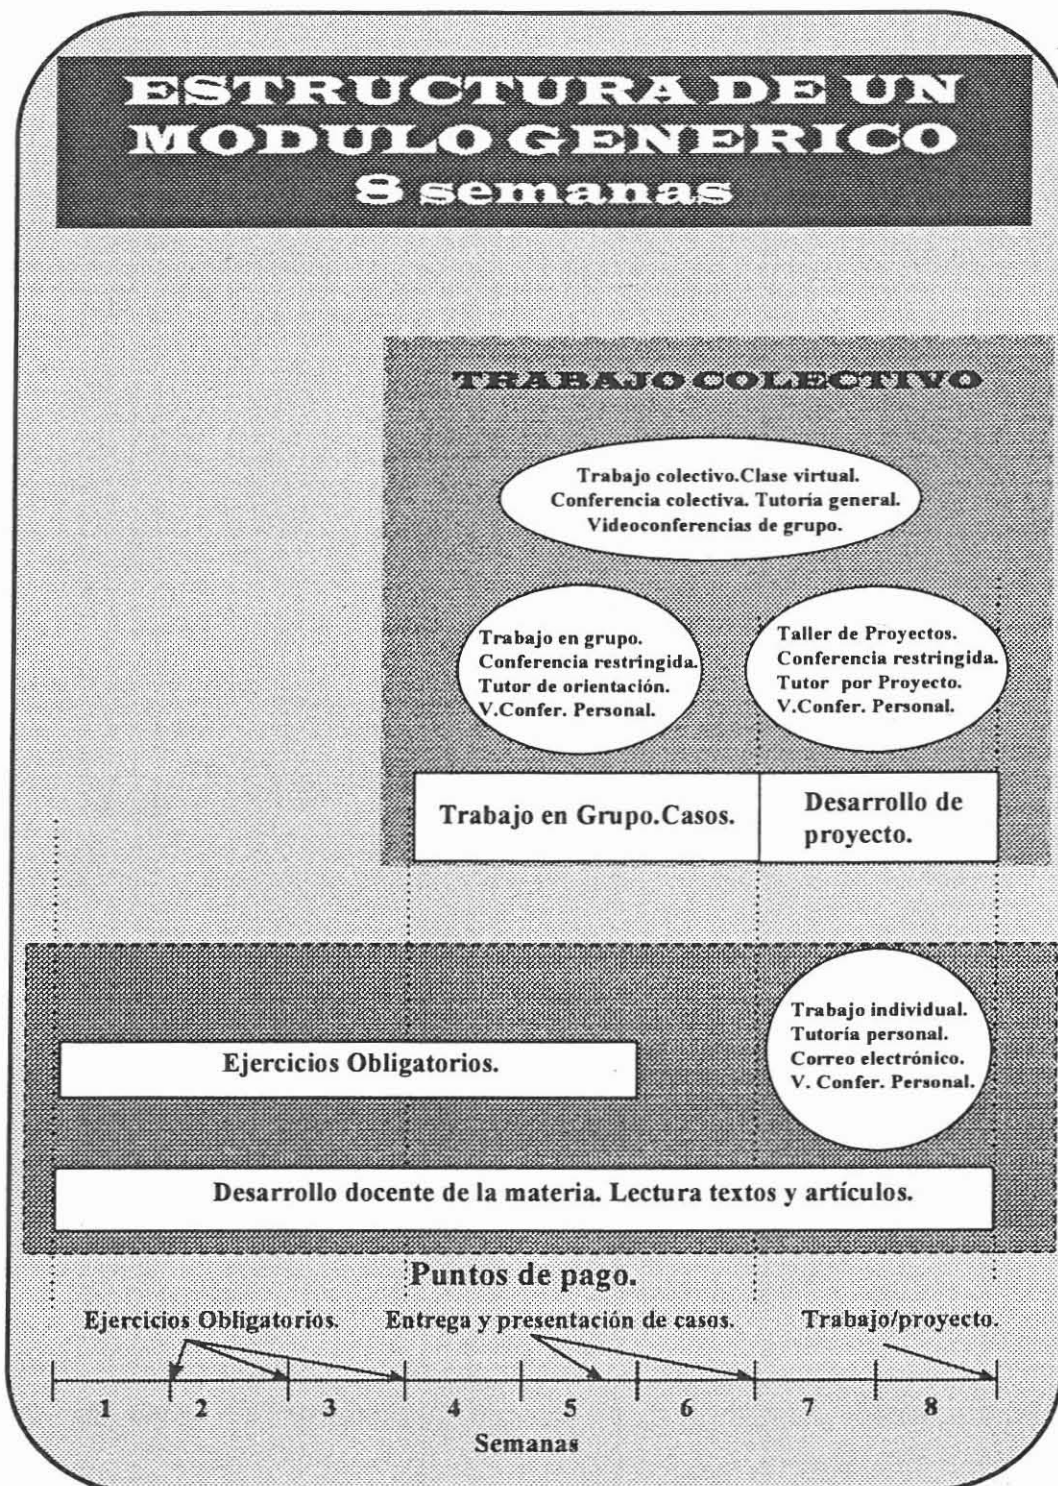 ESTRUCTURA DE UN
MODULO GENERICO
8 semanas
TRABAJO COLECTIVO
Trabajo colectivo.Clase virtual.
Conferencia colectiva. Tutoría general.
Videoconferencias de grupo.
Trabajo en grupo.
Conferencia restringida.
Tutor de orientación.
V.Confer. Personal.
Taller de Proyectos.
Conferencia restringida.
Tutor por Proyecto.
V.Confer. Personal.
Trabajo en Grupo.Casos.
Desarrollo de
proyecto.
Trabajo individual.
Tutoría personal.
Correo electrónico.
V. Confer. Personal.
Ejercicios Obligatorios.
Desarrollo docente de la materia. Lectura textos y artículos.
Puntos de pago.
Ejercicios Obligatorios.
Entrega y presentación de casos.
Trabajo/proyecto.
1 2 3 4 5 6 7 8
Semanas